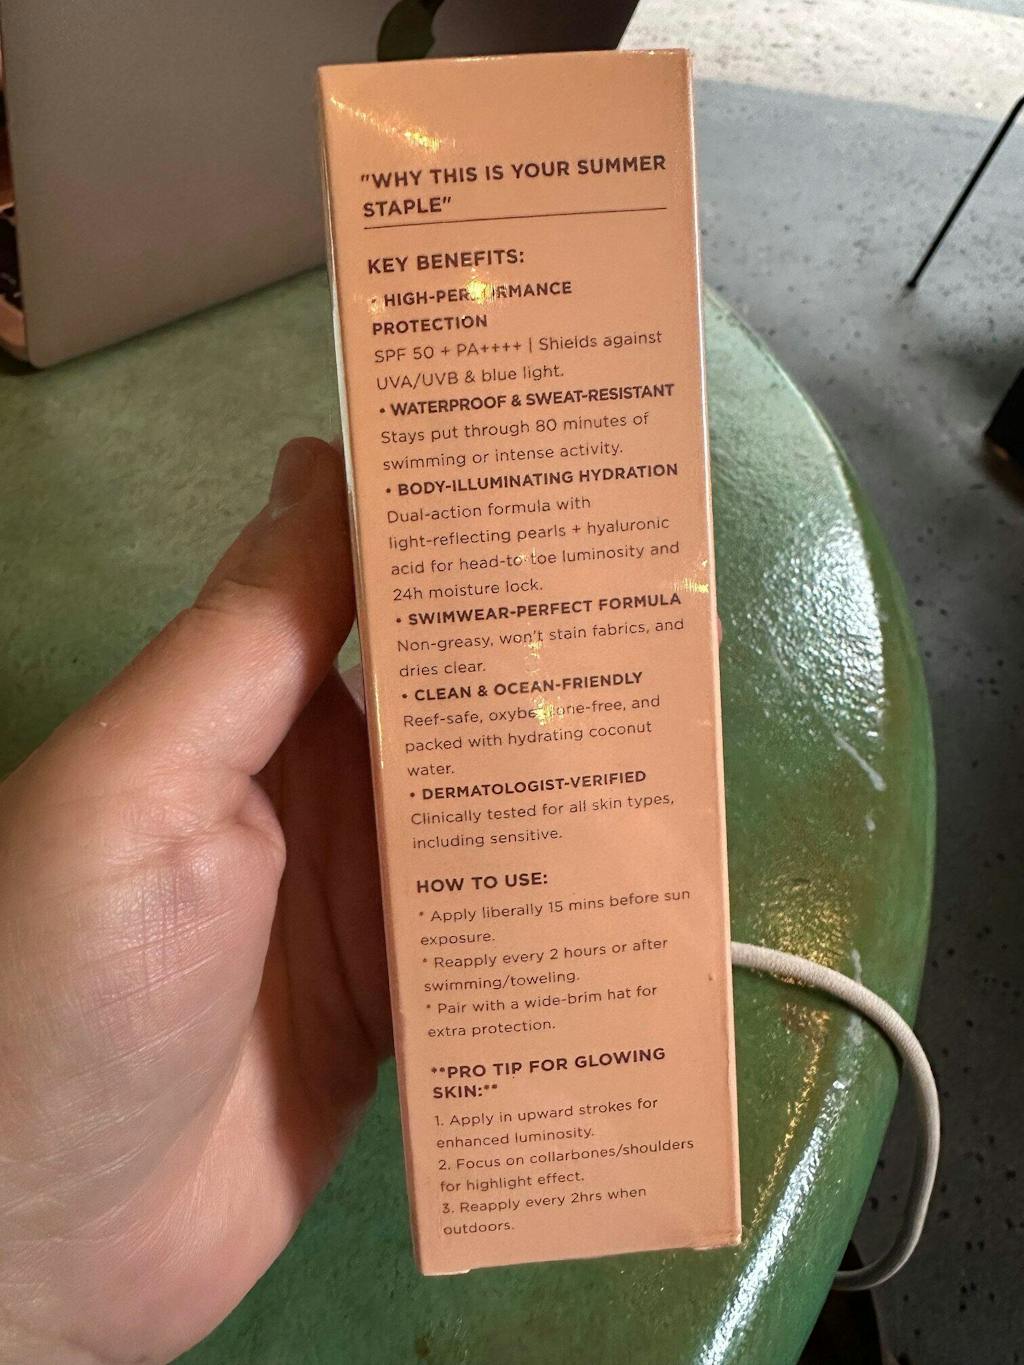 "WHY THIS IS YOUR SUMMER
STAPLE"
KEY BENEFITS:
• HIGH-PERFORMANCE
PROTECTION
SPF 50 + PA++++ | Shields against
UVA/UVB & blue light.
• WATERPROOF & SWEAT-RESISTANT
Stays put through 80 minutes of
swimming or intense activity.
• BODY-ILLUMINATING HYDRATION
Dual-action formula with
light-reflecting pearls + hyaluronic
acid for head-to-toe luminosity and
24h moisture lock.
• SWIMWEAR-PERFECT FORMULA
Non-greasy, won't stain fabrics, and
dries clear.
• CLEAN & OCEAN-FRIENDLY
Reef-safe, oxybenzone-free, and
packed with hydrating coconut
water.
• DERMATOLOGIST-VERIFIED
Clinically tested for all skin types,
including sensitive.
HOW TO USE:
* Apply liberally 15 mins before sun
exposure.
* Reapply every 2 hours or after
swimming/toweling.
* Pair with a wide-brim hat for
extra protection.
**PRO TIP FOR GLOWING
SKIN:**
1. Apply in upward strokes for
enhanced luminosity.
2. Focus on collarbones/shoulders
for highlight effect.
3. Reapply every 2hrs when
outdoors.